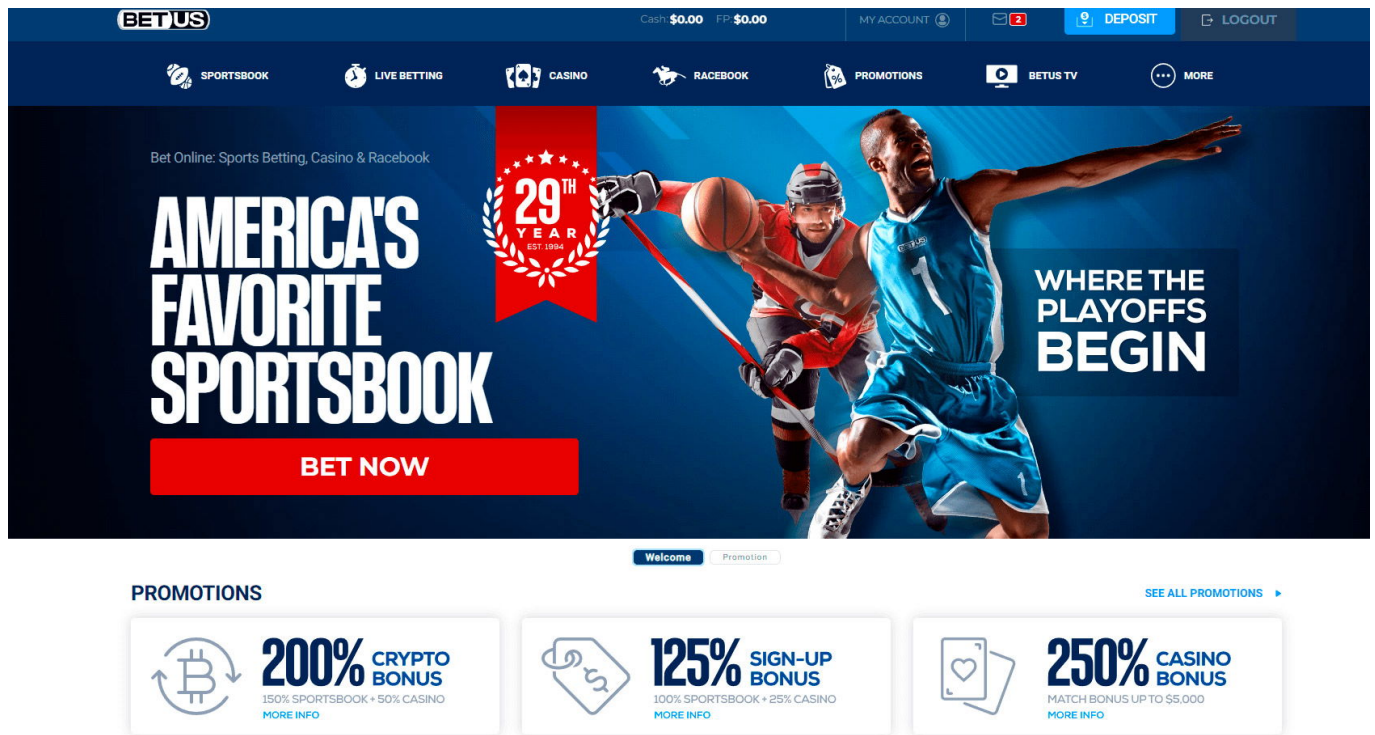 BETUS
Cash: $0.00 FP: $0.00
MY ACCOUNT
2
DEPOSIT
LOGOUT
SPORTSBOOK
LIVE BETTING
CASINO
RACEBOOK
PROMOTIONS
BETUS TV
MORE
Bet Online: Sports Betting, Casino & Racebook
AMERICA'S
FAVORITE
SPORTSBOOK
BET NOW
29TH
YEAR
EST. 1994
BETUS
1
1
WHERE THE
PLAYOFFS
BEGIN
Welcome
Promotion
PROMOTIONS
SEE ALL PROMOTIONS
200% CRYPTO
BONUS
150% SPORTSBOOK + 50% CASINO
MORE INFO
125% SIGN-UP
BONUS
100% SPORTSBOOK + 25% CASINO
MORE INFO
250% CASINO
BONUS
MATCH BONUS UP TO $5,000
MORE INFO